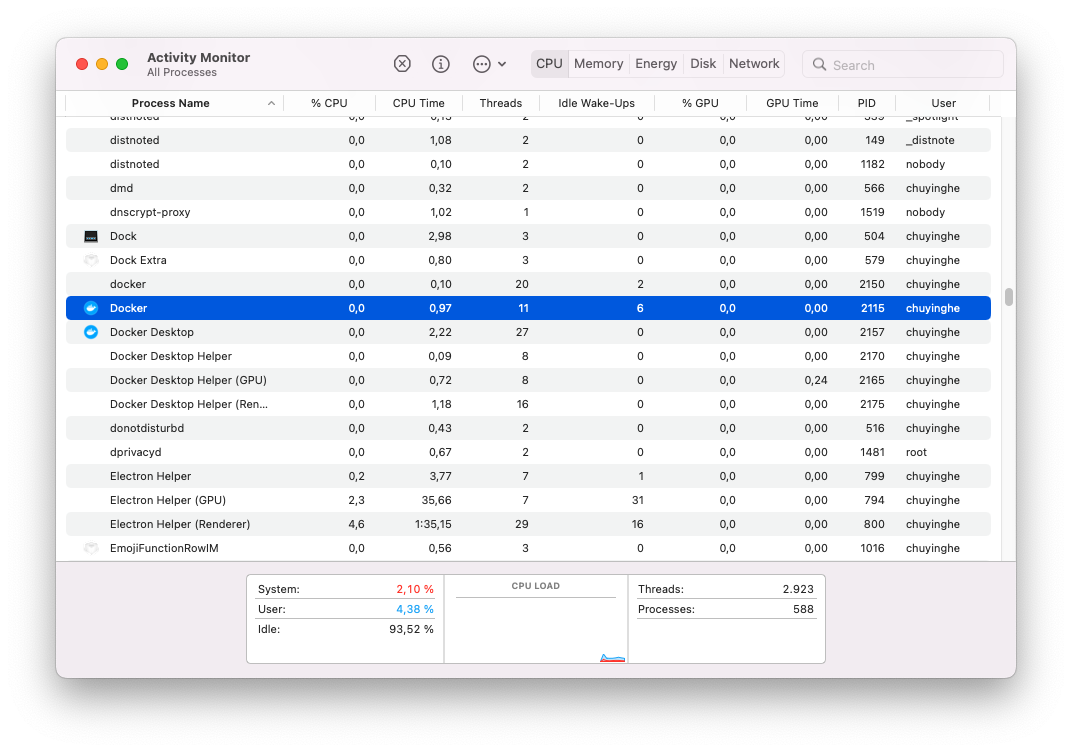 Activity Monitor
All Processes
CPU Memory Energy Disk Network
Search
Process Name % CPU CPU Time Threads Idle Wake-Ups % GPU GPU Time PID User
distnoted 0,0 0,13 2 0 0,0 0,00 339 _spotlight
distnoted 0,0 1,08 2 0 0,0 0,00 149 _distnote
distnoted 0,0 0,10 2 0 0,0 0,00 1182 nobody
dmd 0,0 0,32 2 0 0,0 0,00 566 chuyinghe
dnscrypt-proxy 0,0 1,02 1 0 0,0 0,00 1519 nobody
Dock 0,0 2,98 3 0 0,0 0,00 504 chuyinghe
Dock Extra 0,0 0,80 3 0 0,0 0,00 579 chuyinghe
docker 0,0 0,10 20 2 0,0 0,00 2150 chuyinghe
Docker 0,0 0,97 11 6 0,0 0,00 2115 chuyinghe
Docker Desktop 0,0 2,22 27 0 0,0 0,00 2157 chuyinghe
Docker Desktop Helper 0,0 0,09 8 0 0,0 0,00 2170 chuyinghe
Docker Desktop Helper (GPU) 0,0 0,72 8 0 0,0 0,24 2165 chuyinghe
Docker Desktop Helper (Ren... 0,0 1,18 16 0 0,0 0,00 2175 chuyinghe
donotdisturbd 0,0 0,43 2 0 0,0 0,00 516 chuyinghe
dprivacyd 0,0 0,67 2 0 0,0 0,00 1481 root
Electron Helper 0,2 3,77 7 1 0,0 0,00 799 chuyinghe
Electron Helper (GPU) 2,3 35,66 7 31 0,0 0,00 794 chuyinghe
Electron Helper (Renderer) 4,6 1:35,15 29 16 0,0 0,00 800 chuyinghe
EmojiFunctionRowIM 0,0 0,56 3 0 0,0 0,00 1016 chuyinghe
System: 2,10 %
User: 4,38 %
Idle: 93,52 %
CPU LOAD
Threads: 2.923
Processes: 588